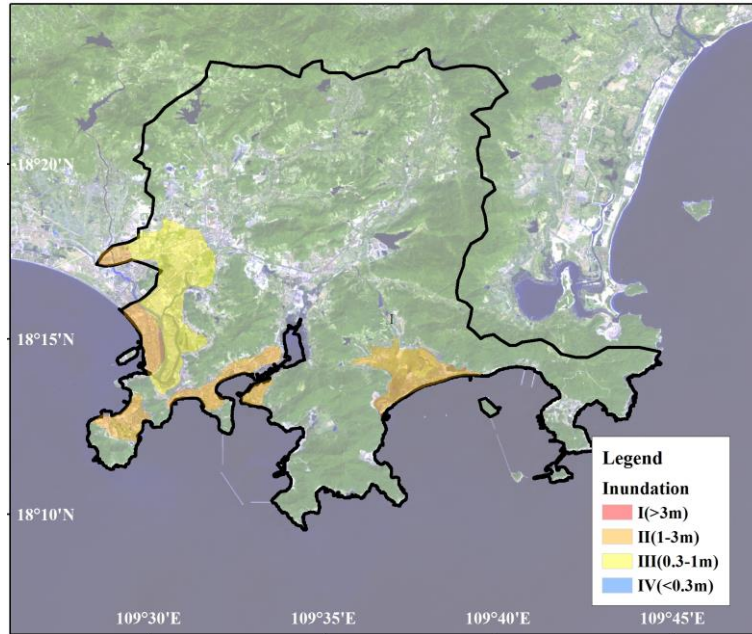 18°20'N
18°15'N
18°10'N
109°30'E 109°35'E 109°40'E 109°45'E
I
Legend
Inundation
I(>3m)
II(1-3m)
III(0.3-1m)
IV(<0.3m)